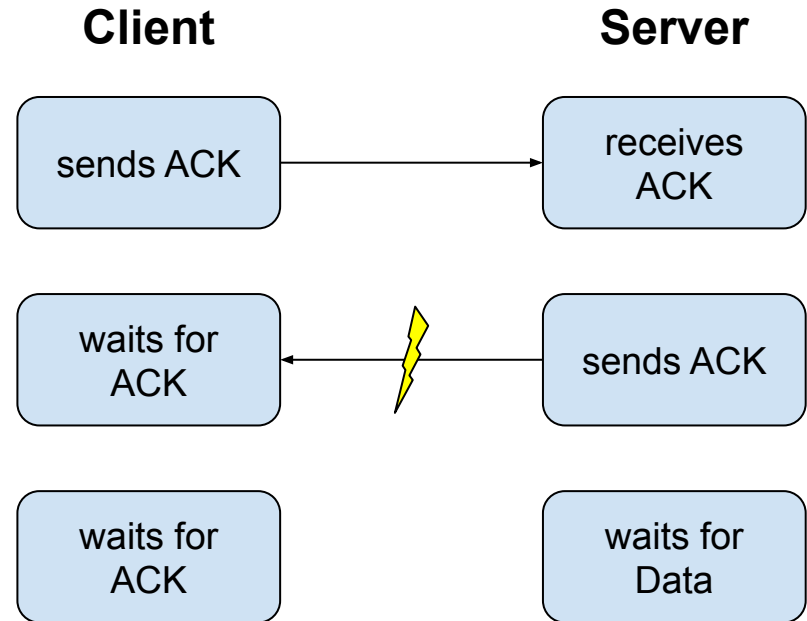 Client
Server
sends ACK
receives
ACK
waits for
ACK
sends ACK
waits for
ACK
waits for
Data